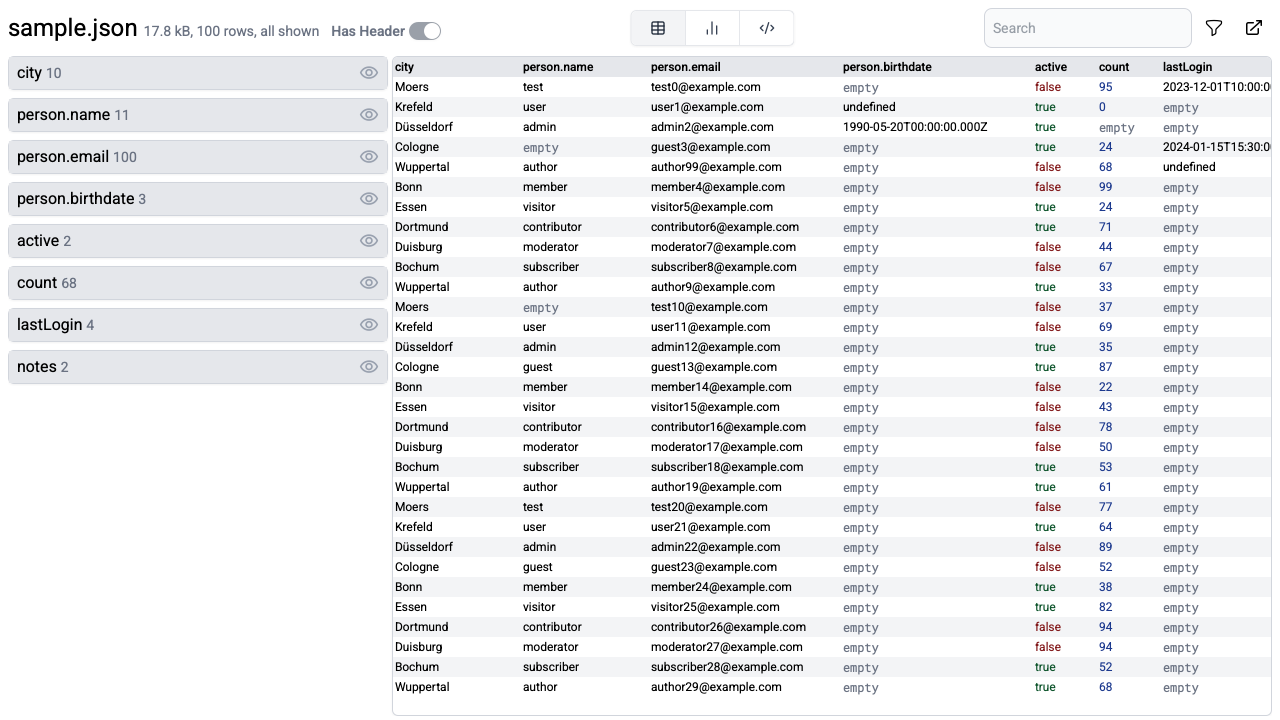 sample.json 17.8 kB, 100 rows, all shown Has Header Search
city 10
person.name 11
person.email 100
person.birthdate 3
active 2
count 68
lastLogin 4
notes 2
city person.name person.email person.birthdate active count lastLogin
Moers test test0@example.com empty false 95 2023-12-01T10:00:0
Krefeld user user1@example.com undefined true 0 empty
Düsseldorf admin admin2@example.com 1990-05-20T00:00:00.000Z true empty empty
Cologne empty guest3@example.com empty true 24 2024-01-15T15:30:0
Wuppertal author author99@example.com empty false 68 undefined
Bonn member member4@example.com empty false 99 empty
Essen visitor visitor5@example.com empty true 24 empty
Dortmund contributor contributor6@example.com empty true 71 empty
Duisburg moderator moderator7@example.com empty false 44 empty
Bochum subscriber subscriber8@example.com empty false 67 empty
Wuppertal author author9@example.com empty true 33 empty
Moers empty test10@example.com empty false 37 empty
Krefeld user user11@example.com empty false 69 empty
Düsseldorf admin admin12@example.com empty true 35 empty
Cologne guest guest13@example.com empty true 87 empty
Bonn member member14@example.com empty false 22 empty
Essen visitor visitor15@example.com empty false 43 empty
Dortmund contributor contributor16@example.com empty false 78 empty
Duisburg moderator moderator17@example.com empty false 50 empty
Bochum subscriber subscriber18@example.com empty true 53 empty
Wuppertal author author19@example.com empty true 61 empty
Moers test test20@example.com empty false 77 empty
Krefeld user user21@example.com empty true 64 empty
Düsseldorf admin admin22@example.com empty false 89 empty
Cologne guest guest23@example.com empty false 52 empty
Bonn member member24@example.com empty true 38 empty
Essen visitor visitor25@example.com empty true 82 empty
Dortmund contributor contributor26@example.com empty false 94 empty
Duisburg moderator moderator27@example.com empty false 94 empty
Bochum subscriber subscriber28@example.com empty true 52 empty
Wuppertal author author29@example.com empty true 68 empty